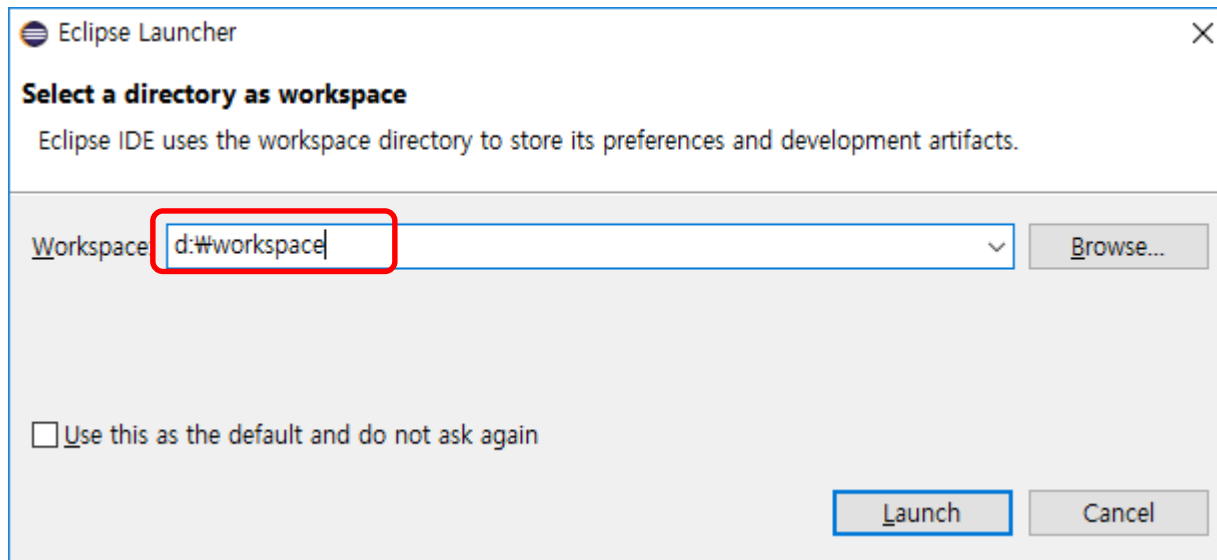 Eclipse Launcher
Select a directory as workspace
Eclipse IDE uses the workspace directory to store its preferences and development artifacts.
Workspace: d:₩workspace Browse...
Use this as the default and do not ask again
Launch Cancel